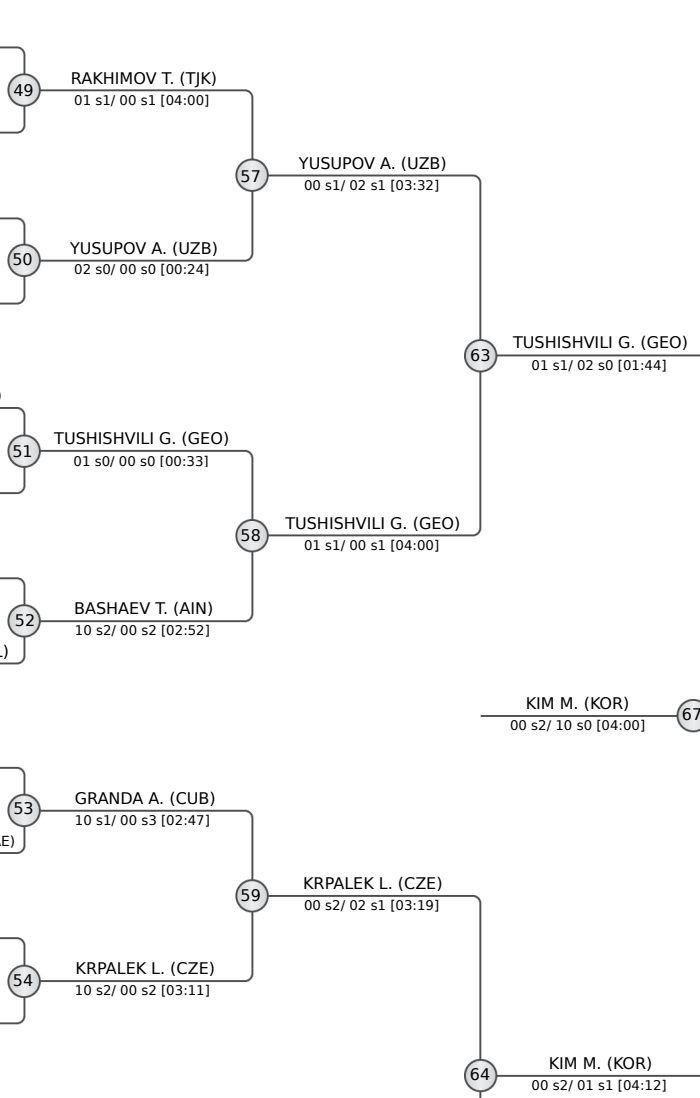 49
RAKHIMOV T. (TJK)
01 s1/ 00 s1 [04:00]
57
YUSUPOV A. (UZB)
00 s1/ 02 s1 [03:32]
50
YUSUPOV A. (UZB)
02 s0/ 00 s0 [00:24]
63
TUSHISHVILI G. (GEO)
01 s1/ 02 s0 [01:44]
)
51
TUSHISHVILI G. (GEO)
01 s0/ 00 s0 [00:33]
58
TUSHISHVILI G. (GEO)
01 s1/ 00 s1 [04:00]
52
BASHAEV T. (AIN)
10 s2/ 00 s2 [02:52]
)
KIM M. (KOR)
00 s2/ 10 s0 [04:00]
67
53
GRANDA A. (CUB)
10 s1/ 00 s3 [02:47]
E)
59
KRPALEK L. (CZE)
00 s2/ 02 s1 [03:19]
54
KRPALEK L. (CZE)
10 s2/ 00 s2 [03:11]
64
KIM M. (KOR)
00 s2/ 01 s1 [04:12]